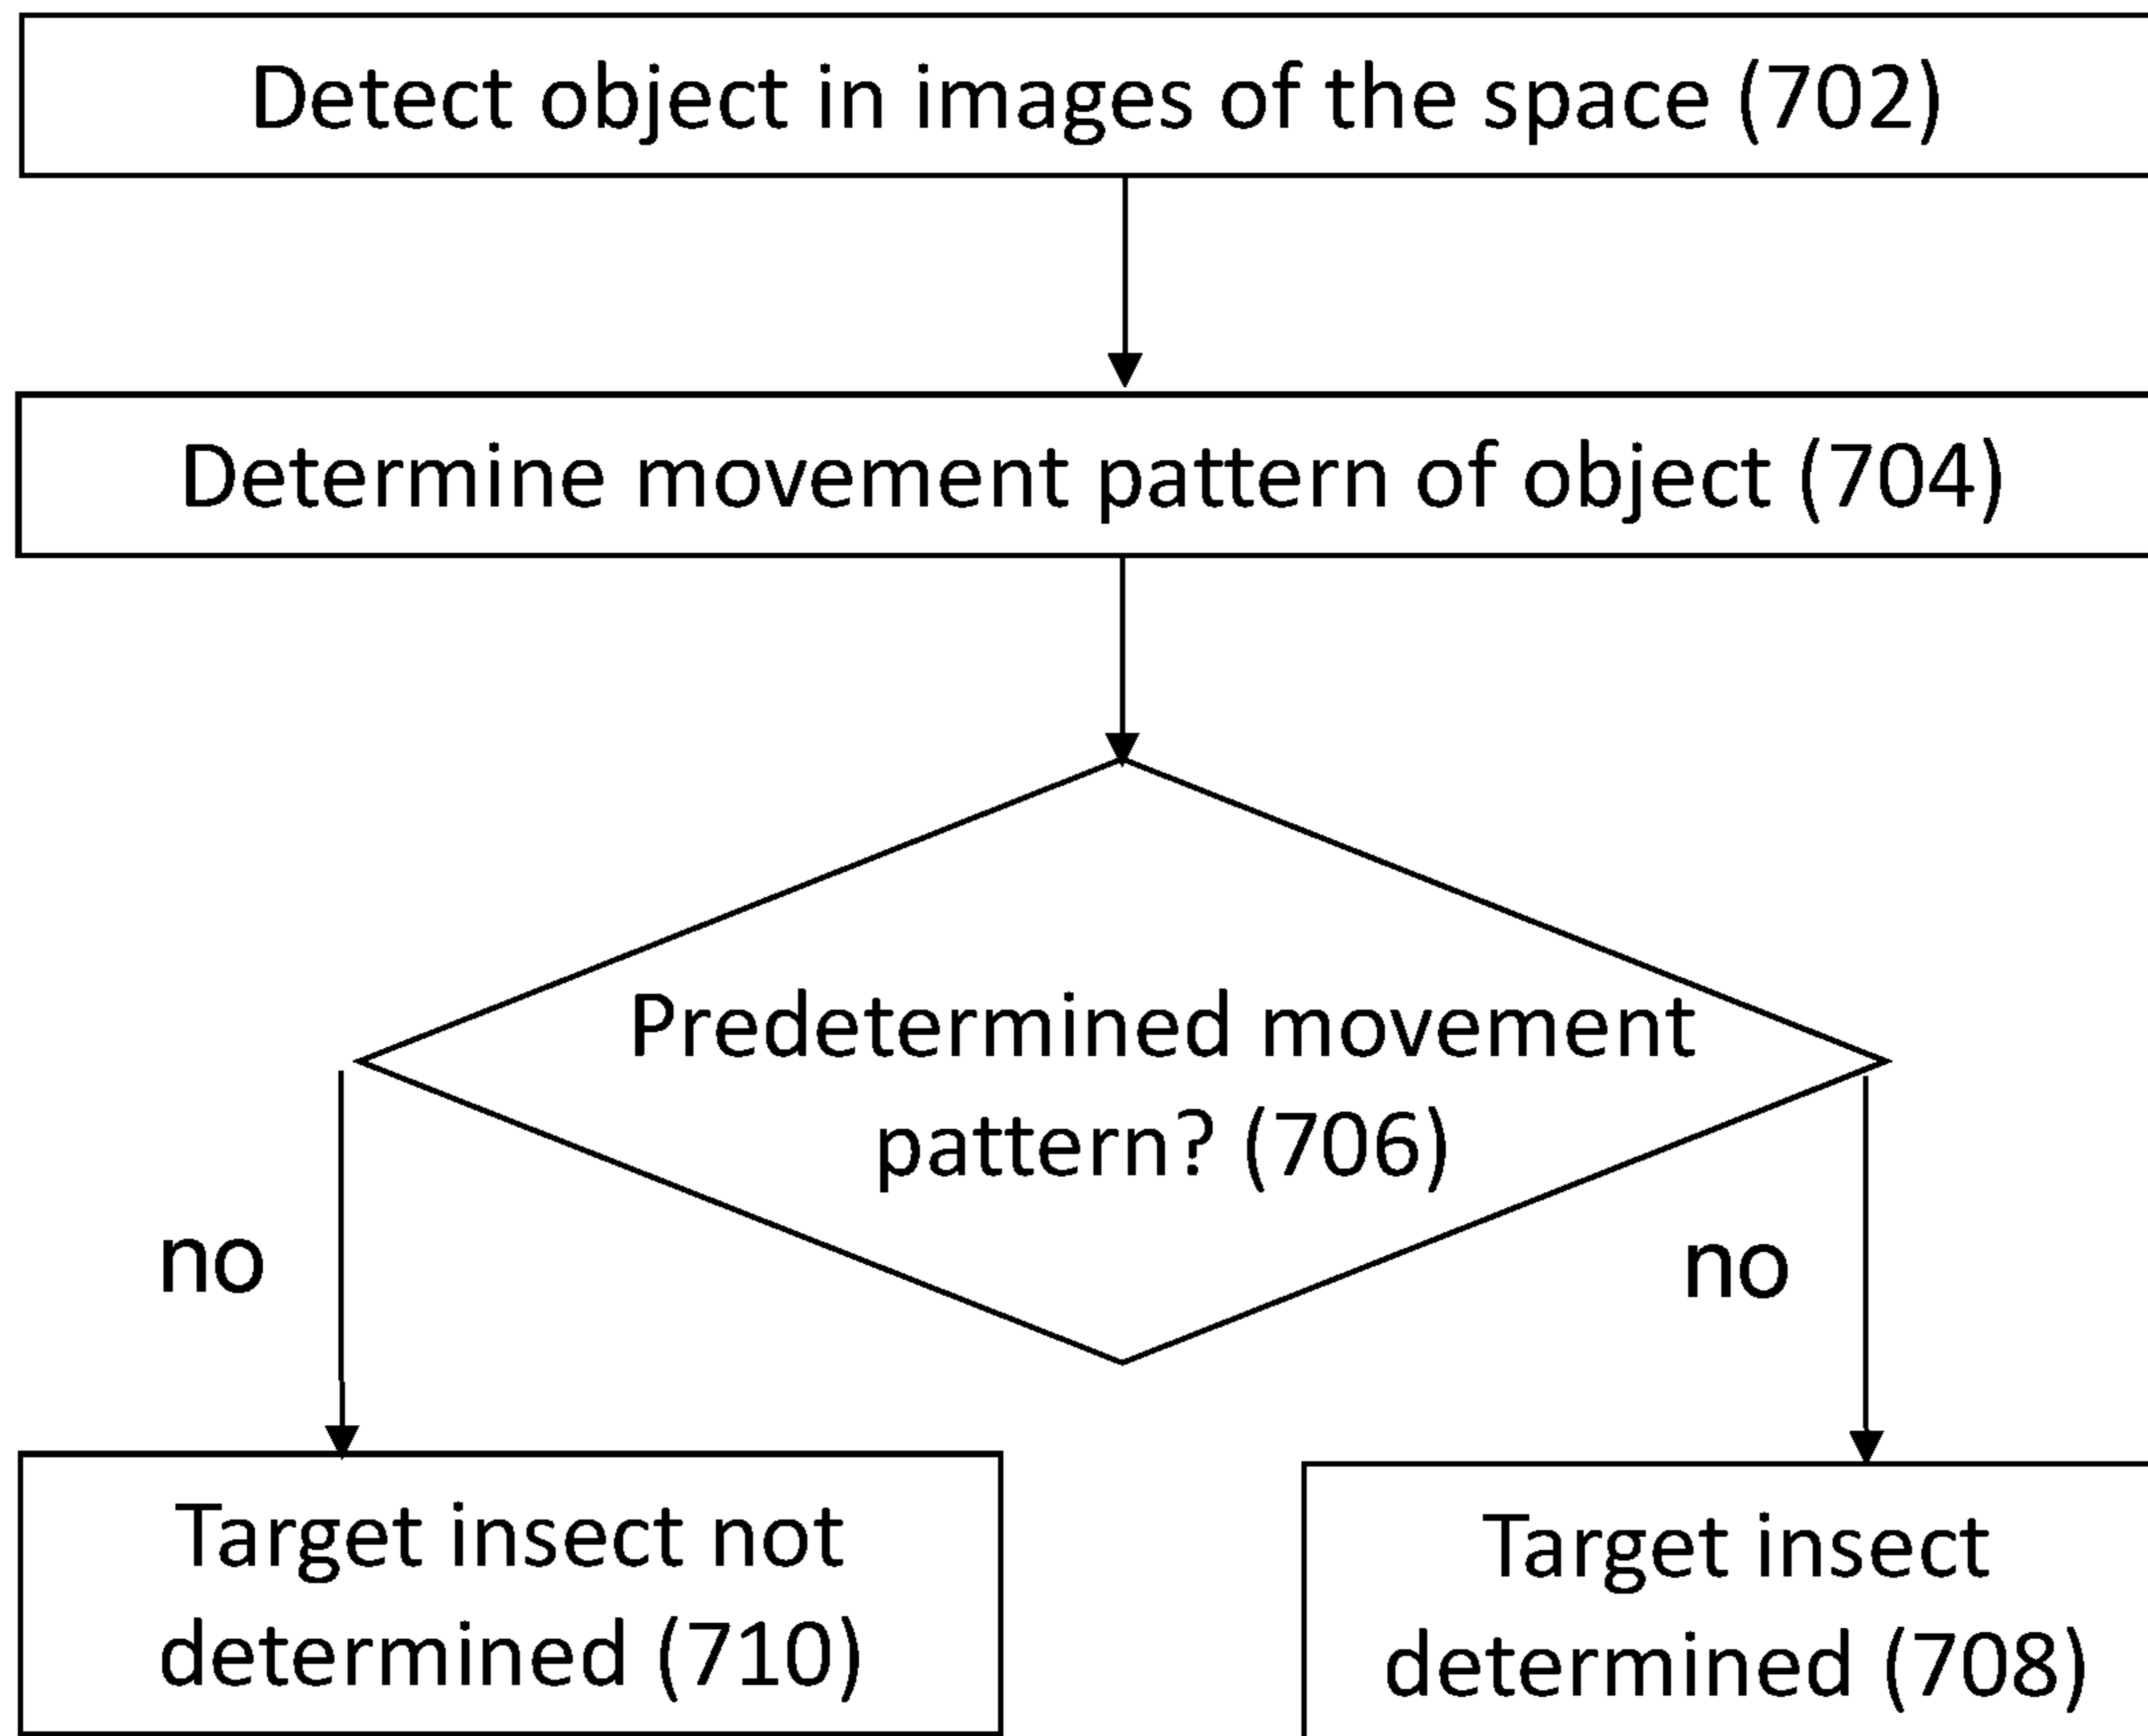 Detect object in images of the space (702)
Determine movement pattern of object (704)
Predetermined movement
pattern? (706)
no
no
Target insect not
determined (710)
Target insect
determined (708)